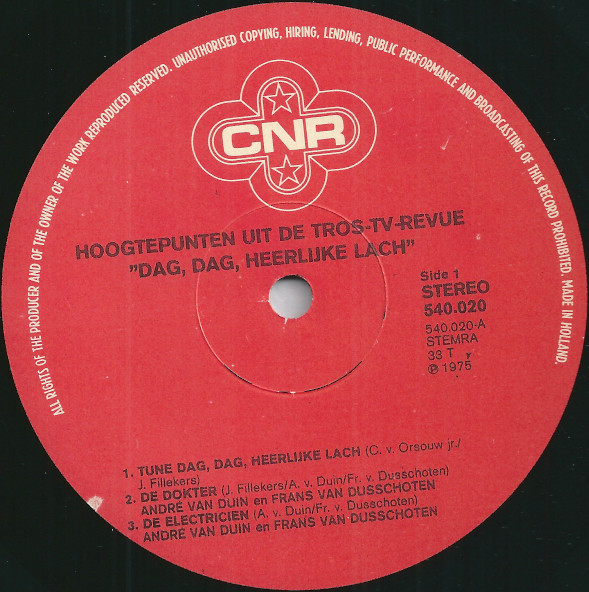 ALL RIGHTS OF THE PRODUCER AND OF THE OWNER OF THE WORK REPRODUCED RESERVED. UNAUTHORISED COPYING, HIRING, LENDING, PUBLIC PERFORMANCE AND BROADCASTING OF THIS RECORD PROHIBITED. MADE IN HOLLAND.
CNR
HOOGTEPUNTEN UIT DE TROS-TV-REVUE
"DAG, DAG, HEERLIJKE LACH"
Side 1
STEREO
540.020
540.020-A
STEMRA
33 T
℗ 1975
1. TUNE DAG, DAG, HEERLIJKE LACH (C. v. Orsouw jr./
J. Fillekers)
2. DE DOKTER (J. Fillekers/A. v. Duin/Fr. v. Dusschoten)
ANDRÉ VAN DUIN en FRANS VAN DUSSCHOTEN
3. DE ELECTRICIEN (A. v. Duin/Fr. v. Dusschoten)
ANDRÉ VAN DUIN en FRANS VAN DUSSCHOTEN